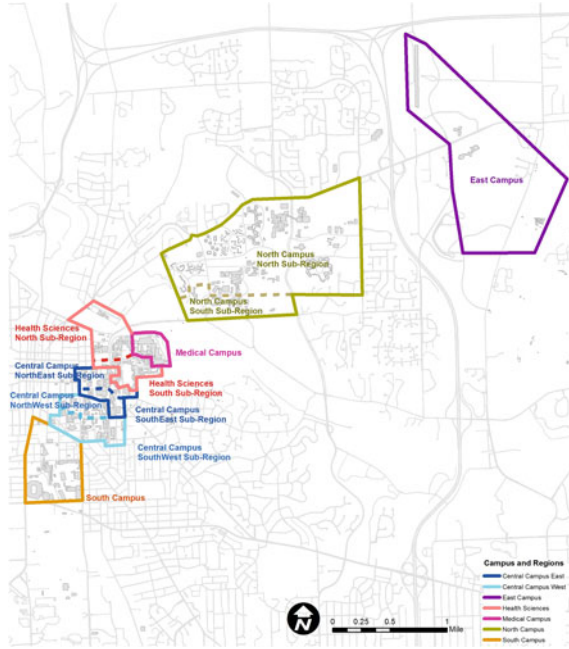 East Campus
North Campus
North Sub-Region
North Campus
South Sub-Region
Health Sciences
North Sub-Region
Medical Campus
Central Campus
NorthEast Sub-Region
Health Sciences
South Sub-Region
Central Campus
NorthWest Sub-Region
Central Campus
SouthEast Sub-Region
Central Campus
SouthWest Sub-Region
South Campus
Campus and Regions
Central Campus East
Central Campus West
East Campus
Health Sciences
Medical Campus
North Campus
South Campus
N
0 0.25 0.5 1
Mile